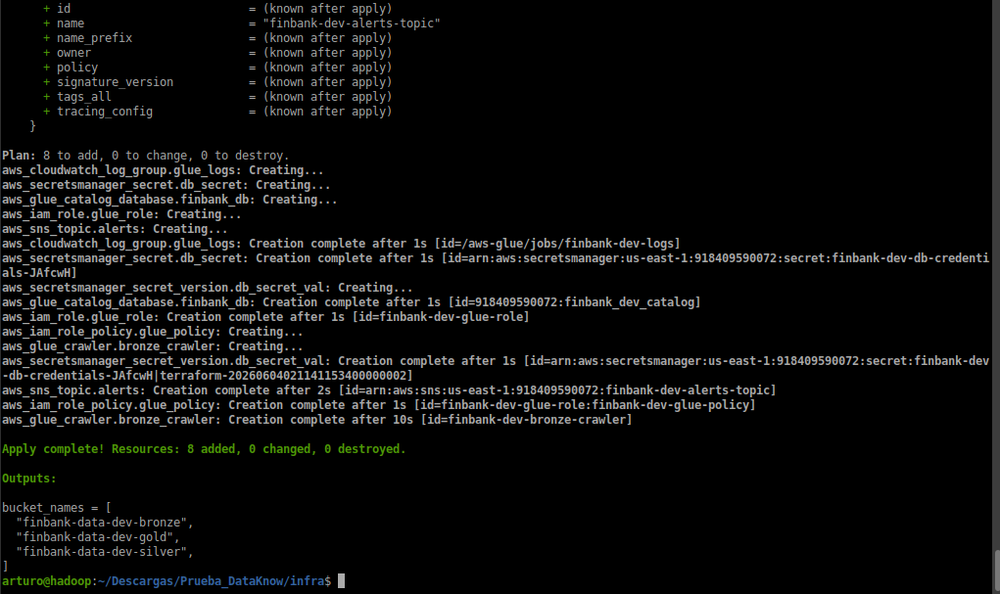 + id = (known after apply)
+ name = "finbank-dev-alerts-topic"
+ name_prefix = (known after apply)
+ owner = (known after apply)
+ policy = (known after apply)
+ signature_version = (known after apply)
+ tags_all = (known after apply)
+ tracing_config = (known after apply)
}
Plan: 8 to add, 0 to change, 0 to destroy.
aws_cloudwatch_log_group.glue_logs: Creating...
aws_secretsmanager_secret.db_secret: Creating...
aws_glue_catalog_database.finbank_db: Creating...
aws_iam_role.glue_role: Creating...
aws_sns_topic.alerts: Creating...
aws_cloudwatch_log_group.glue_logs: Creation complete after 1s [id=/aws-glue/jobs/finbank-dev-logs]
aws_secretsmanager_secret.db_secret: Creation complete after 1s [id=arn:aws:secretsmanager:us-east-1:918409590072:secret:finbank-dev-db-credenti
als-JAfcwH]
aws_secretsmanager_secret_version.db_secret_val: Creating...
aws_glue_catalog_database.finbank_db: Creation complete after 1s [id=918409590072:finbank_dev_catalog]
aws_iam_role.glue_role: Creation complete after 1s [id=finbank-dev-glue-role]
aws_iam_role_policy.glue_policy: Creating...
aws_glue_crawler.bronze_crawler: Creating...
aws_secretsmanager_secret_version.db_secret_val: Creation complete after 1s [id=arn:aws:secretsmanager:us-east-1:918409590072:secret:finbank-dev
-db-credentials-JAfcwH|terraform-20260604021141153400000002]
aws_sns_topic.alerts: Creation complete after 2s [id=arn:aws:sns:us-east-1:918409590072:finbank-dev-alerts-topic]
aws_iam_role_policy.glue_policy: Creation complete after 1s [id=finbank-dev-glue-role:finbank-dev-glue-policy]
aws_glue_crawler.bronze_crawler: Creation complete after 10s [id=finbank-dev-bronze-crawler]
Apply complete! Resources: 8 added, 0 changed, 0 destroyed.
Outputs:
bucket_names = [
"finbank-data-dev-bronze",
"finbank-data-dev-gold",
"finbank-data-dev-silver",
]
arturo@hadoop:~/Descargas/Prueba_DataKnow/infra$